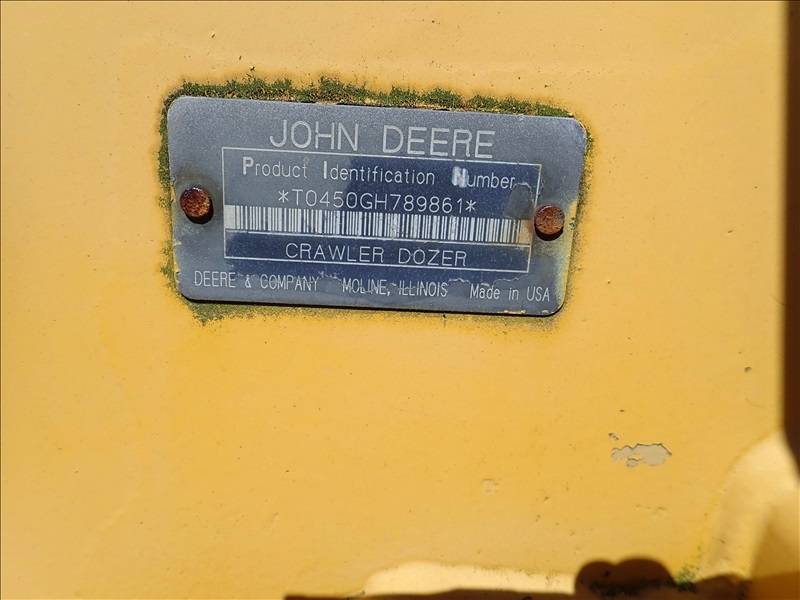 JOHN DEERE
Product Identification Number
*T0450GH789861*
CRAWLER DOZER
DEERE & COMPANY MOLINE, ILLINOIS Made in USA